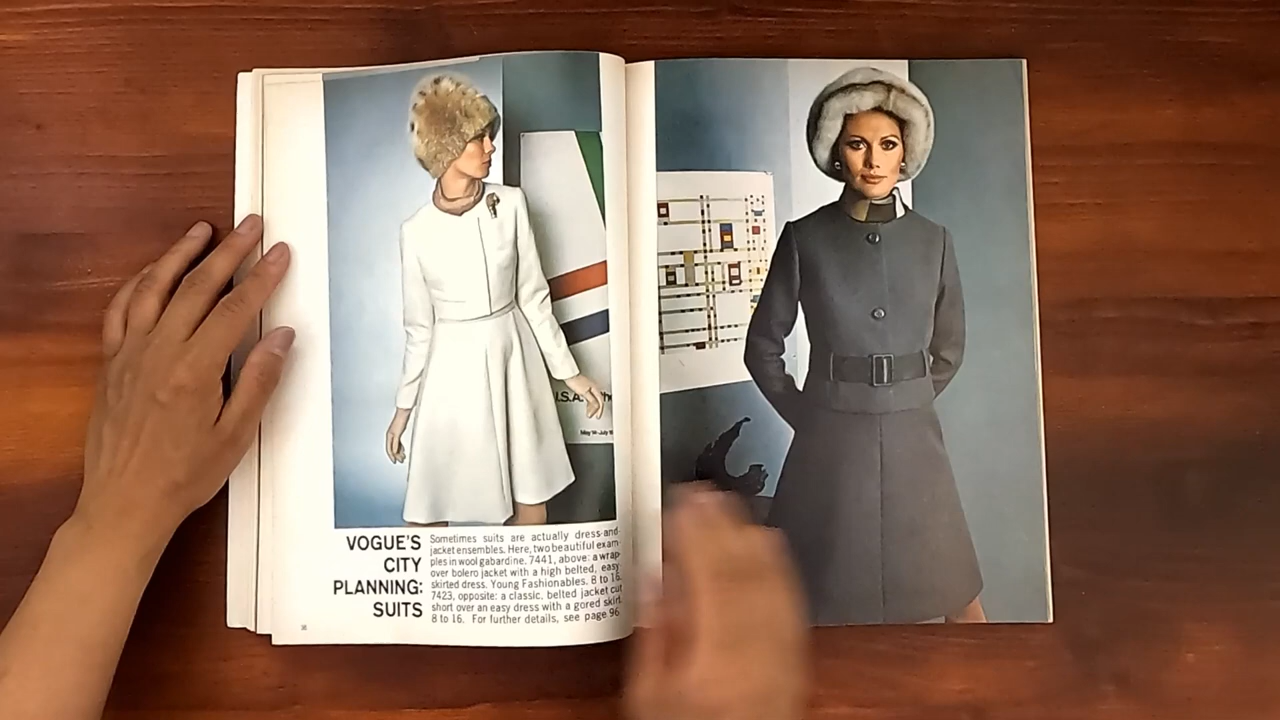 I.S.A.
May 14-July
VOGUE'S
CITY
PLANNING:
SUITS
Sometimes suits are actually dress-and-
jacket ensembles. Here, two beautiful exam-
ples in wool gabardine. 7441, above: a wrap-
over bolero jacket with a high belted, easy
skirted dress. Young Fashionables. 8 to 16.
7423, opposite: a classic, belted jacket cut
short over an easy dress with a gored skirt.
8 to 16. For further details, see page 96